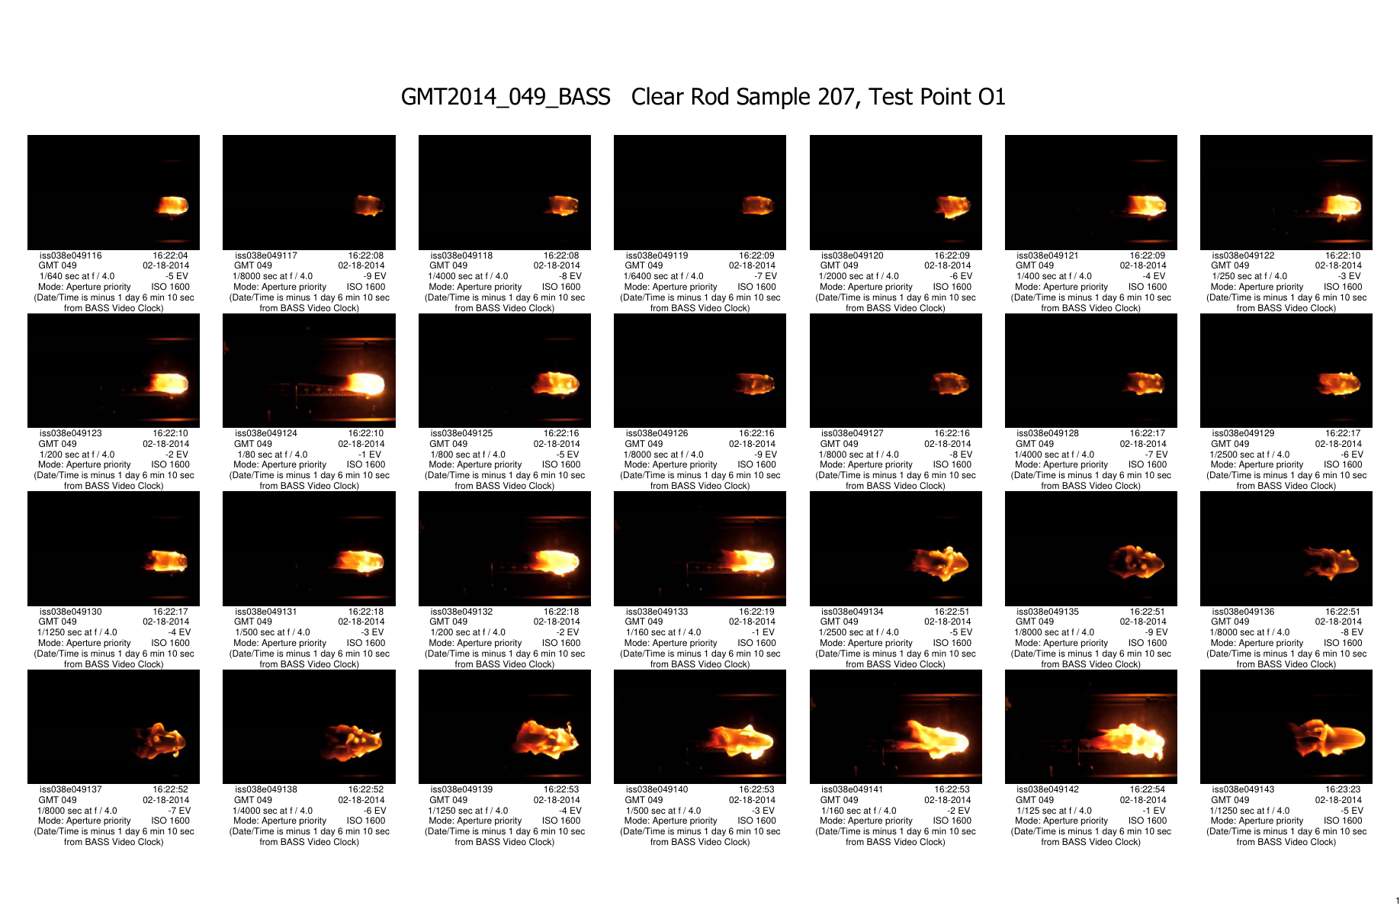 GMT2014_049_BASS Clear Rod Sample 207, Test Point O1
iss038e049116 16:22:04
GMT 049 02-18-2014
1/640 sec at f / 4.0 -5 EV
Mode: Aperture priority ISO 1600
(Date/Time is minus 1 day 6 min 10 sec
from BASS Video Clock)
iss038e049117 16:22:08
GMT 049 02-18-2014
1/8000 sec at f / 4.0 -9 EV
Mode: Aperture priority ISO 1600
(Date/Time is minus 1 day 6 min 10 sec
from BASS Video Clock)
iss038e049118 16:22:08
GMT 049 02-18-2014
1/4000 sec at f / 4.0 -8 EV
Mode: Aperture priority ISO 1600
(Date/Time is minus 1 day 6 min 10 sec
from BASS Video Clock)
iss038e049119 16:22:09
GMT 049 02-18-2014
1/6400 sec at f / 4.0 -7 EV
Mode: Aperture priority ISO 1600
(Date/Time is minus 1 day 6 min 10 sec
from BASS Video Clock)
iss038e049120 16:22:09
GMT 049 02-18-2014
1/2000 sec at f / 4.0 -6 EV
Mode: Aperture priority ISO 1600
(Date/Time is minus 1 day 6 min 10 sec
from BASS Video Clock)
iss038e049121 16:22:09
GMT 049 02-18-2014
1/400 sec at f / 4.0 -4 EV
Mode: Aperture priority ISO 1600
(Date/Time is minus 1 day 6 min 10 sec
from BASS Video Clock)
iss038e049122 16:22:10
GMT 049 02-18-2014
1/250 sec at f / 4.0 -3 EV
Mode: Aperture priority ISO 1600
(Date/Time is minus 1 day 6 min 10 sec
from BASS Video Clock)
iss038e049123 16:22:10
GMT 049 02-18-2014
1/200 sec at f / 4.0 -2 EV
Mode: Aperture priority ISO 1600
(Date/Time is minus 1 day 6 min 10 sec
from BASS Video Clock)
iss038e049124 16:22:10
GMT 049 02-18-2014
1/80 sec at f / 4.0 -1 EV
Mode: Aperture priority ISO 1600
(Date/Time is minus 1 day 6 min 10 sec
from BASS Video Clock)
iss038e049125 16:22:16
GMT 049 02-18-2014
1/800 sec at f / 4.0 -5 EV
Mode: Aperture priority ISO 1600
(Date/Time is minus 1 day 6 min 10 sec
from BASS Video Clock)
iss038e049126 16:22:16
GMT 049 02-18-2014
1/8000 sec at f / 4.0 -9 EV
Mode: Aperture priority ISO 1600
(Date/Time is minus 1 day 6 min 10 sec
from BASS Video Clock)
iss038e049127 16:22:16
GMT 049 02-18-2014
1/8000 sec at f / 4.0 -8 EV
Mode: Aperture priority ISO 1600
(Date/Time is minus 1 day 6 min 10 sec
from BASS Video Clock)
iss038e049128 16:22:17
GMT 049 02-18-2014
1/4000 sec at f / 4.0 -7 EV
Mode: Aperture priority ISO 1600
(Date/Time is minus 1 day 6 min 10 sec
from BASS Video Clock)
iss038e049129 16:22:17
GMT 049 02-18-2014
1/2500 sec at f / 4.0 -6 EV
Mode: Aperture priority ISO 1600
(Date/Time is minus 1 day 6 min 10 sec
from BASS Video Clock)
iss038e049130 16:22:17
GMT 049 02-18-2014
1/1250 sec at f / 4.0 -4 EV
Mode: Aperture priority ISO 1600
(Date/Time is minus 1 day 6 min 10 sec
from BASS Video Clock)
iss038e049131 16:22:18
GMT 049 02-18-2014
1/500 sec at f / 4.0 -3 EV
Mode: Aperture priority ISO 1600
(Date/Time is minus 1 day 6 min 10 sec
from BASS Video Clock)
iss038e049132 16:22:18
GMT 049 02-18-2014
1/200 sec at f / 4.0 -2 EV
Mode: Aperture priority ISO 1600
(Date/Time is minus 1 day 6 min 10 sec
from BASS Video Clock)
iss038e049133 16:22:19
GMT 049 02-18-2014
1/160 sec at f / 4.0 -1 EV
Mode: Aperture priority ISO 1600
(Date/Time is minus 1 day 6 min 10 sec
from BASS Video Clock)
iss038e049134 16:22:51
GMT 049 02-18-2014
1/2500 sec at f / 4.0 -5 EV
Mode: Aperture priority ISO 1600
(Date/Time is minus 1 day 6 min 10 sec
from BASS Video Clock)
iss038e049135 16:22:51
GMT 049 02-18-2014
1/8000 sec at f / 4.0 -9 EV
Mode: Aperture priority ISO 1600
(Date/Time is minus 1 day 6 min 10 sec
from BASS Video Clock)
iss038e049136 16:22:51
GMT 049 02-18-2014
1/8000 sec at f / 4.0 -8 EV
Mode: Aperture priority ISO 1600
(Date/Time is minus 1 day 6 min 10 sec
from BASS Video Clock)
iss038e049137 16:22:52
GMT 049 02-18-2014
1/8000 sec at f / 4.0 -7 EV
Mode: Aperture priority ISO 1600
(Date/Time is minus 1 day 6 min 10 sec
from BASS Video Clock)
iss038e049138 16:22:52
GMT 049 02-18-2014
1/4000 sec at f / 4.0 -6 EV
Mode: Aperture priority ISO 1600
(Date/Time is minus 1 day 6 min 10 sec
from BASS Video Clock)
iss038e049139 16:22:53
GMT 049 02-18-2014
1/1250 sec at f / 4.0 -4 EV
Mode: Aperture priority ISO 1600
(Date/Time is minus 1 day 6 min 10 sec
from BASS Video Clock)
iss038e049140 16:22:53
GMT 049 02-18-2014
1/500 sec at f / 4.0 -3 EV
Mode: Aperture priority ISO 1600
(Date/Time is minus 1 day 6 min 10 sec
from BASS Video Clock)
iss038e049141 16:22:53
GMT 049 02-18-2014
1/160 sec at f / 4.0 -2 EV
Mode: Aperture priority ISO 1600
(Date/Time is minus 1 day 6 min 10 sec
from BASS Video Clock)
iss038e049142 16:22:54
GMT 049 02-18-2014
1/125 sec at f / 4.0 -1 EV
Mode: Aperture priority ISO 1600
(Date/Time is minus 1 day 6 min 10 sec
from BASS Video Clock)
iss038e049143 16:23:23
GMT 049 02-18-2014
1/1250 sec at f / 4.0 -5 EV
Mode: Aperture priority ISO 1600
(Date/Time is minus 1 day 6 min 10 sec
from BASS Video Clock)